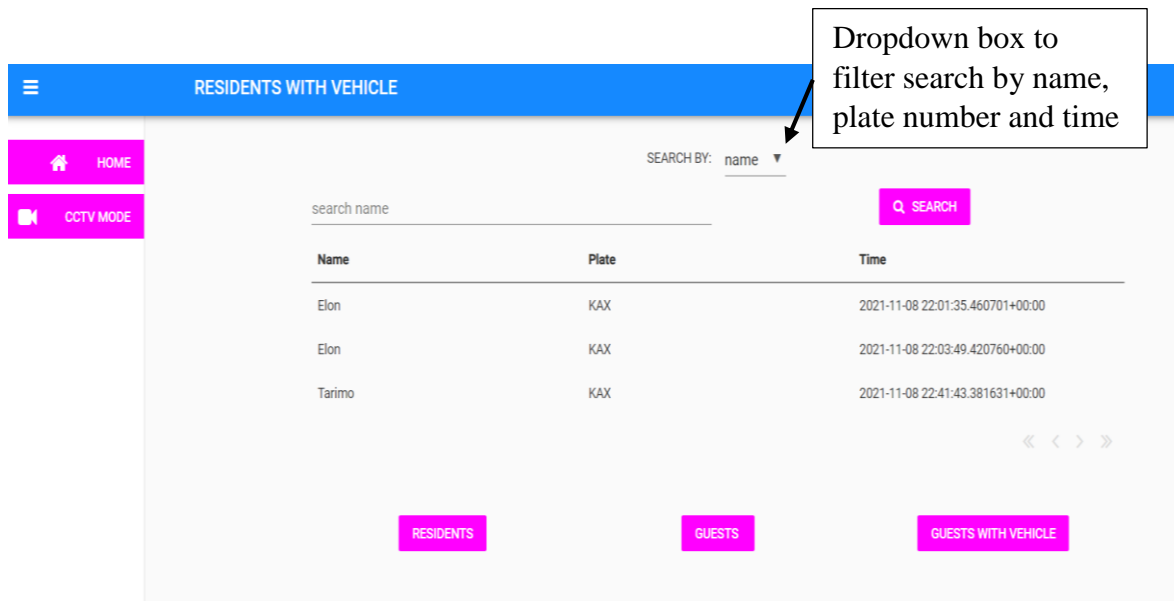 Dropdown box to
filter search by name,
plate number and time
RESIDENTS WITH VEHICLE
HOME
CCTV MODE
SEARCH BY: name
search name
SEARCH
Name Plate Time
Elon KAX 2021-11-08 22:01:35.460701+00:00
Elon KAX 2021-11-08 22:03:49.420760+00:00
Tarimo KAX 2021-11-08 22:41:43.381631+00:00
RESIDENTS GUESTS GUESTS WITH VEHICLE